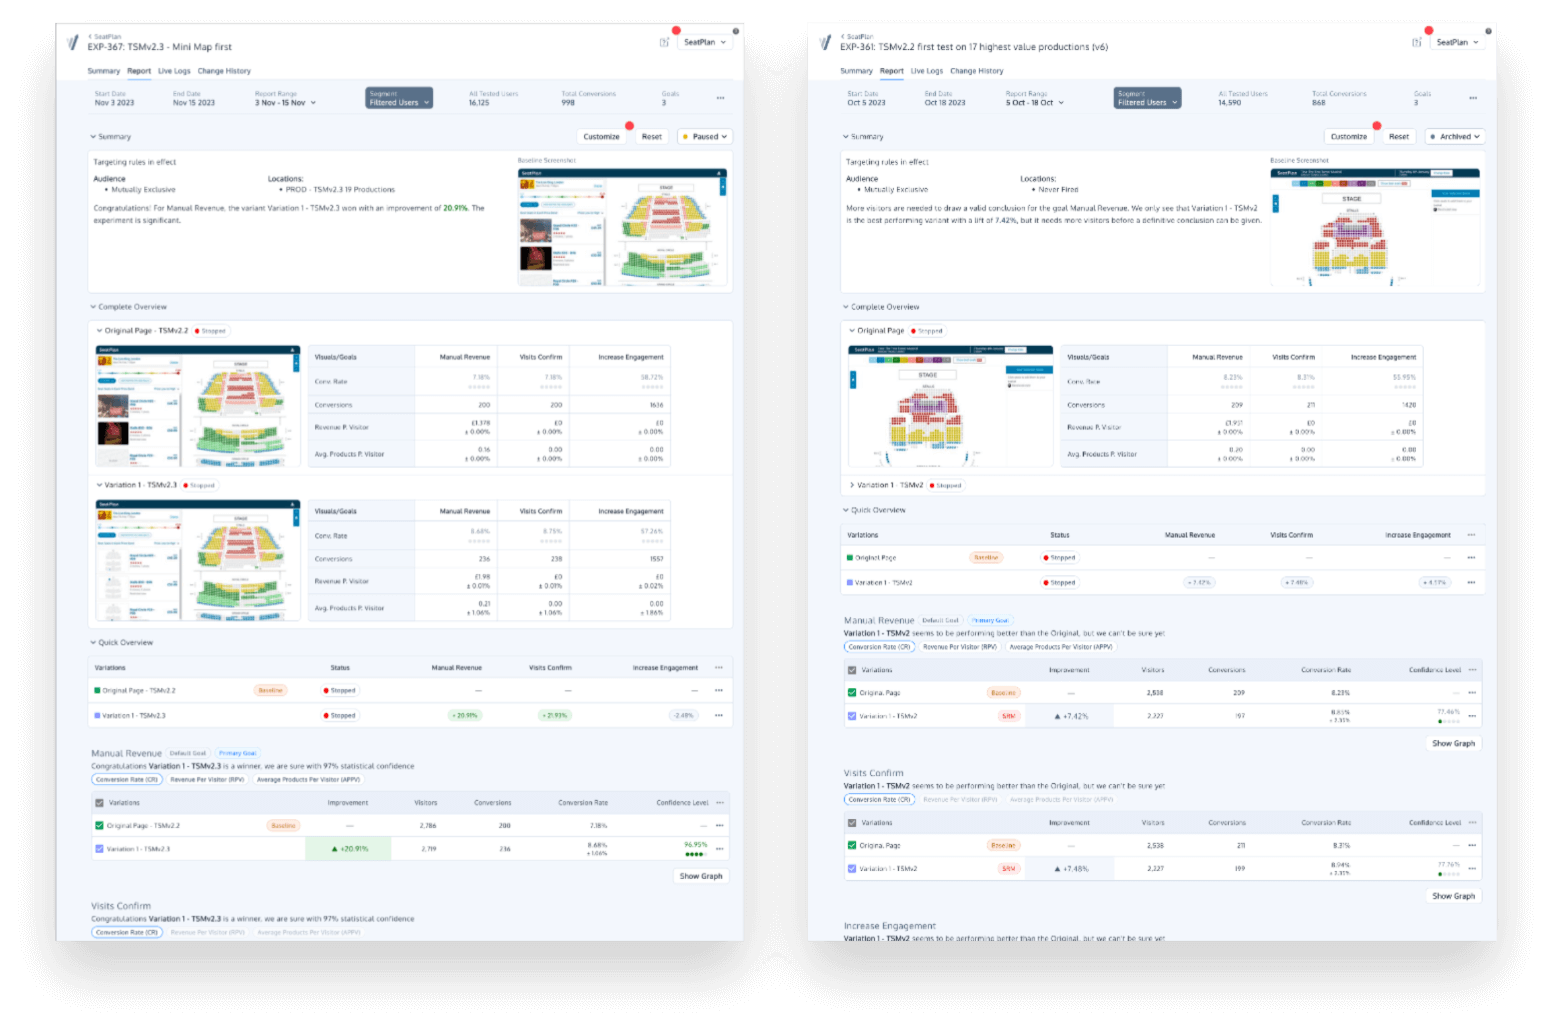 SeatPlan
EXP-367: TSMv2.3 - Mini Map first
SeatPlan
Summary Report Live Logs Change History
Start Date End Date Report Range Segment All Tested Users Total Conversions Goals
Nov 3 2023 Nov 15 2023 3 Nov - 15 Nov Filtered Users 16,125 998 3
Summary Customize Reset Paused
Targeting rules in effect Baseline Screenshot
Audience Locations:
• Mutually Exclusive • PROD - TSMv2.3 19 Productions
Congratulations! For Manual Revenue, the variant Variation 1 - TSMv2.3 won with an improvement of 20.91%. The
experiment is significant.
SeatPlan
STAGE
Complete Overview
Original Page - TSMv2.2 Stopped
SeatPlan
STAGE
Visuals/Goals Manual Revenue Visits Confirm Increase Engagement
Conv. Rate 7.18% 7.18% 58.72%
Conversions 200 200 1636
Revenue P. Visitor £1.378 £0 £0
± 0.00% ± 0.00% ± 0.00%
Avg. Products P. Visitor 0.16 0.00 0.00
± 0.00% ± 0.00% ± 0.00%
Variation 1 - TSMv2.3 Stopped
SeatPlan
STAGE
Visuals/Goals Manual Revenue Visits Confirm Increase Engagement
Conv. Rate 8.68% 8.75% 57.26%
Conversions 236 238 1557
Revenue P. Visitor £1.98 £0 £0
± 0.01% ± 0.01% ± 0.02%
Avg. Products P. Visitor 0.21 0.00 0.00
± 1.06% ± 1.06% ± 1.86%
Quick Overview
Variations Status Manual Revenue Visits Confirm Increase Engagement
Original Page - TSMv2.2 Baseline Stopped — — —
Variation 1 - TSMv2.3 Stopped + 20.91% + 21.93% -2.48%
Manual Revenue Default Goal Primary Goal
Congratulations Variation 1 - TSMv2.3 is a winner, we are sure with 97% statistical confidence
Conversion Rate (CR) Revenue Per Visitor (RPV) Average Products Per Visitor (APPV)
Variations Improvement Visitors Conversions Conversion Rate Confidence Level
Original Page - TSMv2.2 Baseline — 2,786 200 7.18% —
Variation 1 - TSMv2.3 ▲ +20.91% 2,719 236 8.68% 96.95%
± 1.06%
Show Graph
Visits Confirm
Congratulations Variation 1 - TSMv2.3 is a winner, we are sure with 97% statistical confidence
Conversion Rate (CR) Revenue Per Visitor (RPV) Average Products Per Visitor (APPV)
SeatPlan
EXP-361: TSMv2.2 first test on 17 highest value productions (v6)
SeatPlan
Summary Report Live Logs Change History
Start Date End Date Report Range Segment All Tested Users Total Conversions Goals
Oct 5 2023 Oct 18 2023 5 Oct - 18 Oct Filtered Users 14,590 868 3
Summary Customize Reset Archived
Targeting rules in effect Baseline Screenshot
Audience Locations:
• Mutually Exclusive • Never Fired
More visitors are needed to draw a valid conclusion for the goal Manual Revenue. We only see that Variation 1 - TSMv2
is the best performing variant with a lift of 7.42%, but it needs more visitors before a definitive conclusion can be given.
SeatPlan
STAGE
Complete Overview
Original Page Stopped
SeatPlan
STAGE
Visuals/Goals Manual Revenue Visits Confirm Increase Engagement
Conv. Rate 8.23% 8.31% 55.95%
Conversions 209 211 1420
Revenue P. Visitor £1.957 £0 £0
± 0.00% ± 0.00% ± 0.00%
Avg. Products P. Visitor 0.20 0.00 0.00
± 0.00% ± 0.00% ± 0.00%
Variation 1 - TSMv2 Stopped
Quick Overview
Variations Status Manual Revenue Visits Confirm Increase Engagement
Original Page Baseline Stopped — — —
Variation 1 - TSMv2 Stopped + 7.42% + 7.48%
Manual Revenue Default Goal Primary Goal
Variation 1 - TSMv2 seems to be performing better than the Original, but we can't be sure yet
Conversion Rate (CR) Revenue Per Visitor (RPV) Average Products Per Visitor (APPV)
Variations Improvement Visitors Conversions Conversion Rate Confidence Level
Original Page Baseline — 2,538 209 8.23% —
Variation 1 - TSMv2 SRM ▲ +7.42% 2,227 197 8.85% 77.46%
Show Graph
Visits Confirm
Variation 1 - TSMv2 seems to be performing better than the Original, but we can't be sure yet
Conversion Rate (CR) Revenue Per Visitor (RPV) Average Products Per Visitor (APPV)
Variations Improvement Visitors Conversions Conversion Rate Confidence Level
Original Page Baseline — 2,538 211 8.31% —
Variation 1 - TSMv2 SRM ▲ +7.48% 2,227 199 8.94% 77.76%
Show Graph
Increase Engagement
Variation 1 - TSMv2 seems to be performing better than the Original, but we can't be sure yet